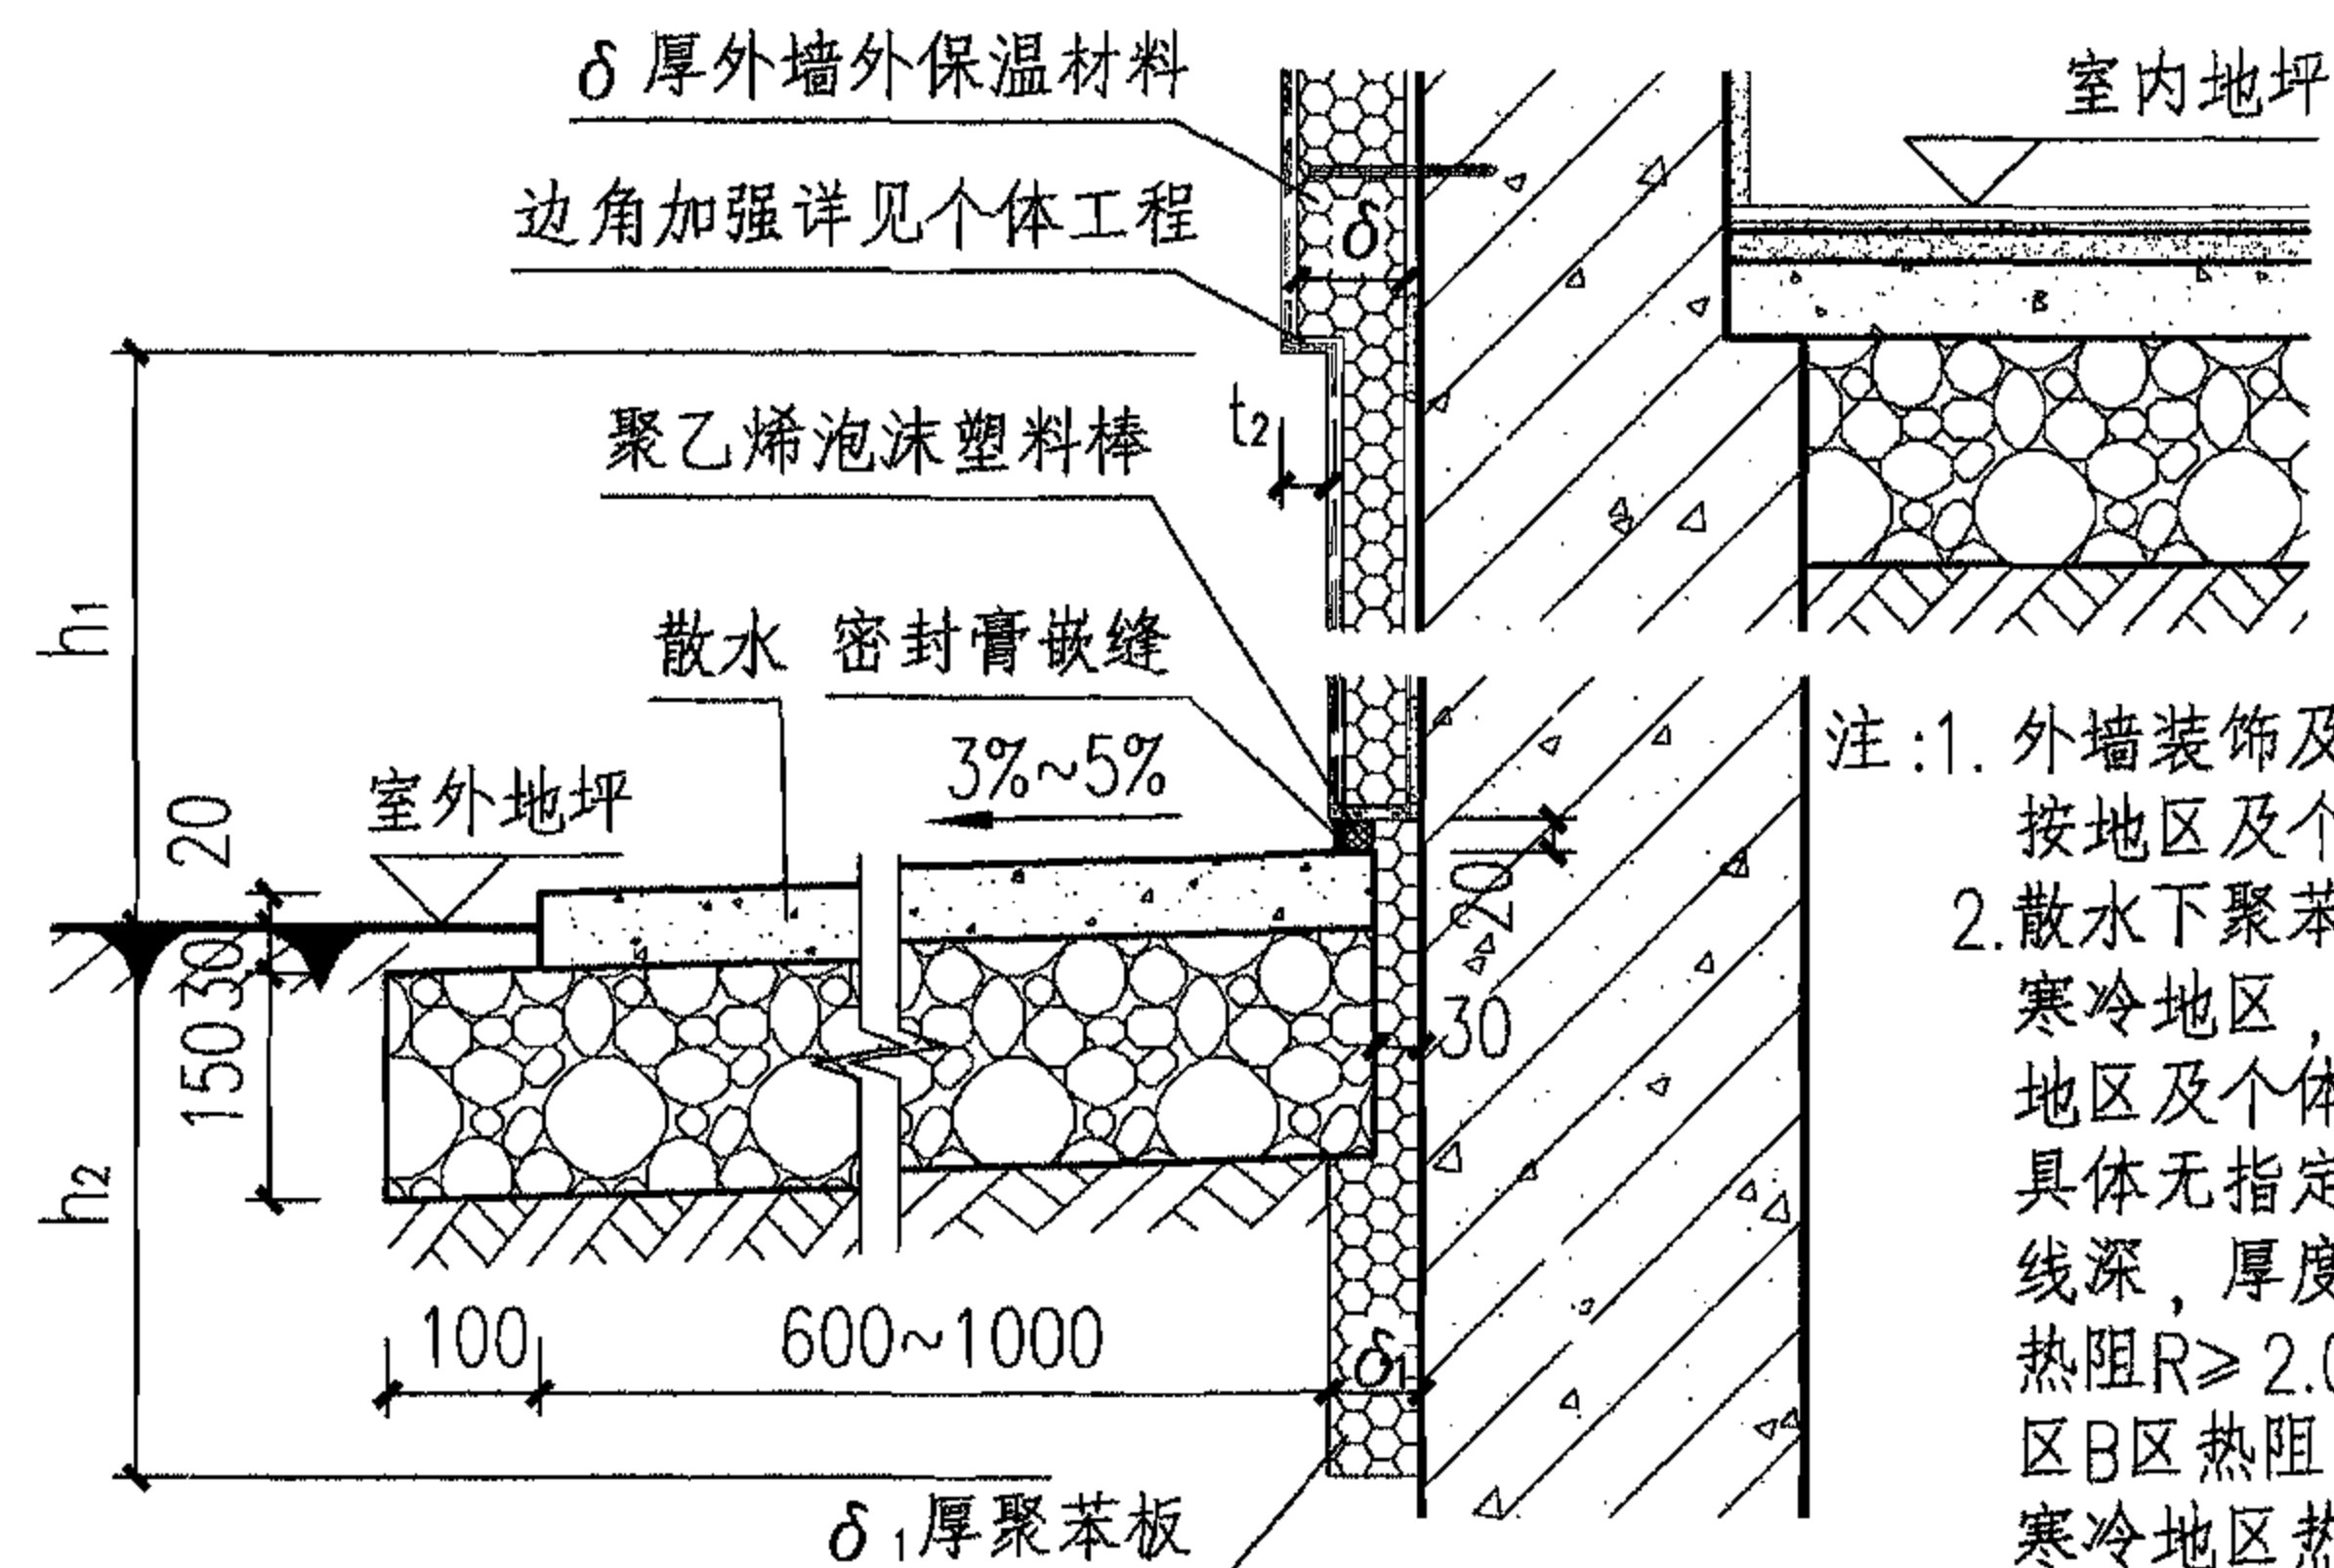 δ 厚外墙外保温材料
室内地坪
边角加强详见个体工程
δ
聚乙烯泡沫塑料棒
t₂
h₁
散水 密封膏嵌缝
3%~5%
室外地坪
20
20
30
150
30
h₂
100
600~1000
δ₁
δ₁厚聚苯板
注:1. 外墙装饰及
按地区及个
2. 散水下聚苯
寒冷地区,
地区及个体
具体无指定
线深, 厚度
热阻R≥2.0
区B区热阻
寒冷地区热